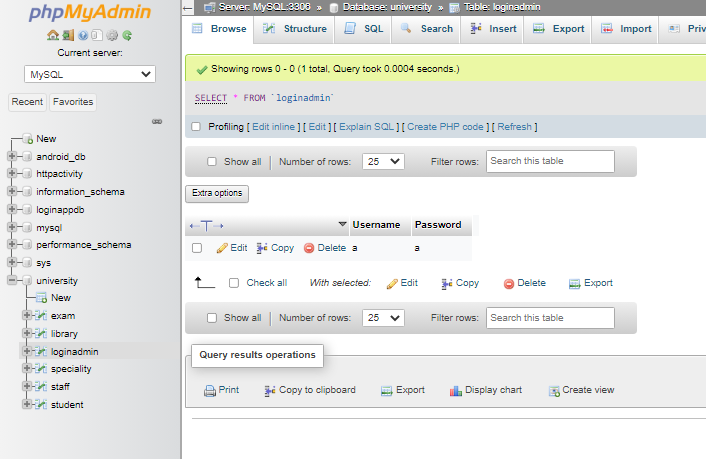 phpMyAdmin
Current server:
MySQL
Recent Favorites
New
android_db
httpactivity
information_schema
loginappdb
mysql
performance_schema
sys
university
New
exam
library
loginadmin
speciality
staff
student
Server: MySQL:3306 » Database: university » Table: loginadmin
Browse Structure SQL Search Insert Export Import Priv
Showing rows 0 - 0 (1 total, Query took 0.0004 seconds.)
SELECT * FROM `loginadmin`
Profiling [ Edit inline ] [ Edit ] [ Explain SQL ] [ Create PHP code ] [ Refresh ]
Show all | Number of rows: 25 Filter rows: Search this table
Extra options
←T→ Username Password
Edit Copy Delete a a
Check all With selected: Edit Copy Delete Export
Show all | Number of rows: 25 Filter rows: Search this table
Query results operations
Print Copy to clipboard Export Display chart Create view